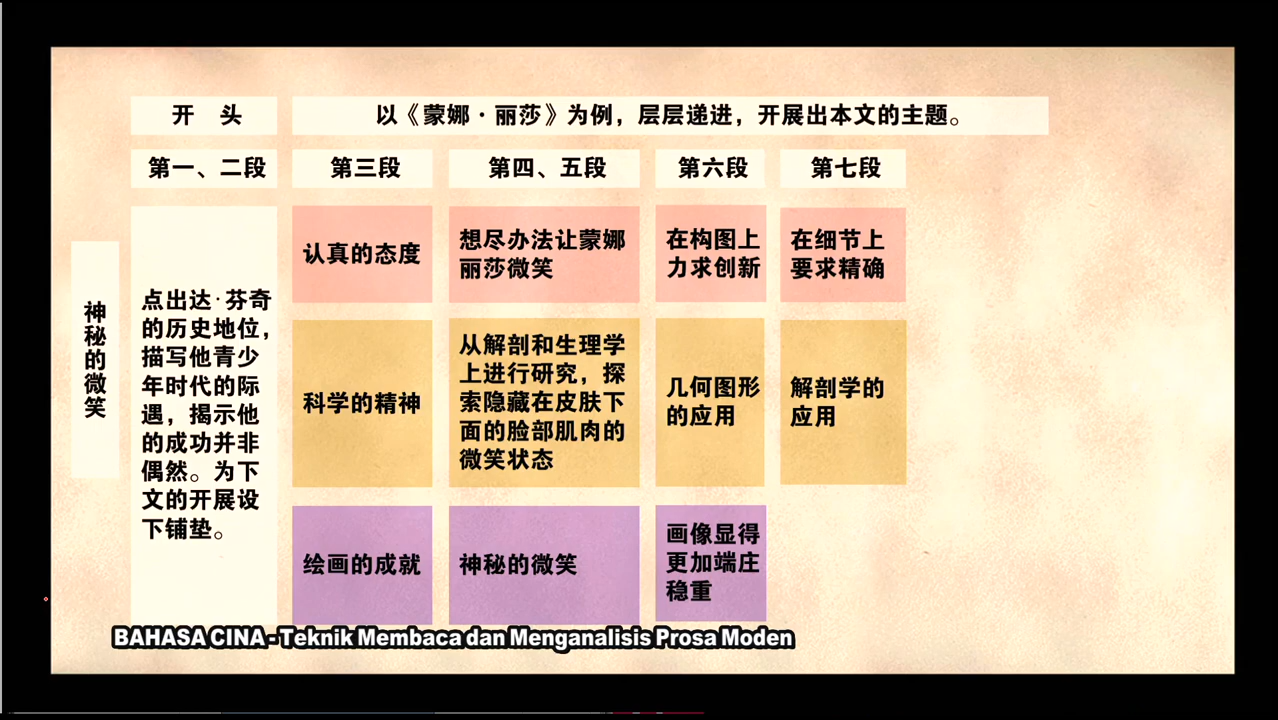 开 头
以《蒙娜·丽莎》为例，层层递进，开展出本文的主题。
第一、二段
第三段
第四、五段
第六段
第七段
神秘的微笑
点出达·芬奇
的历史地位，
描写他青少
年时代的际
遇，揭示他
的成功并非
偶然。为下
文的开展设
下铺垫。
认真的态度
想尽办法让蒙娜
丽莎微笑
在构图上
力求创新
在细节上
要求精确
科学的精神
从解剖和生理学
上进行研究，探
索隐藏在皮肤下
面的脸部肌肉的
微笑状态
几何图形
的应用
解剖学的
应用
绘画的成就
神秘的微笑
画像显得
更加端庄
稳重
BAHASA CINA - Teknik Membaca dan Menganalisis Prosa Moden